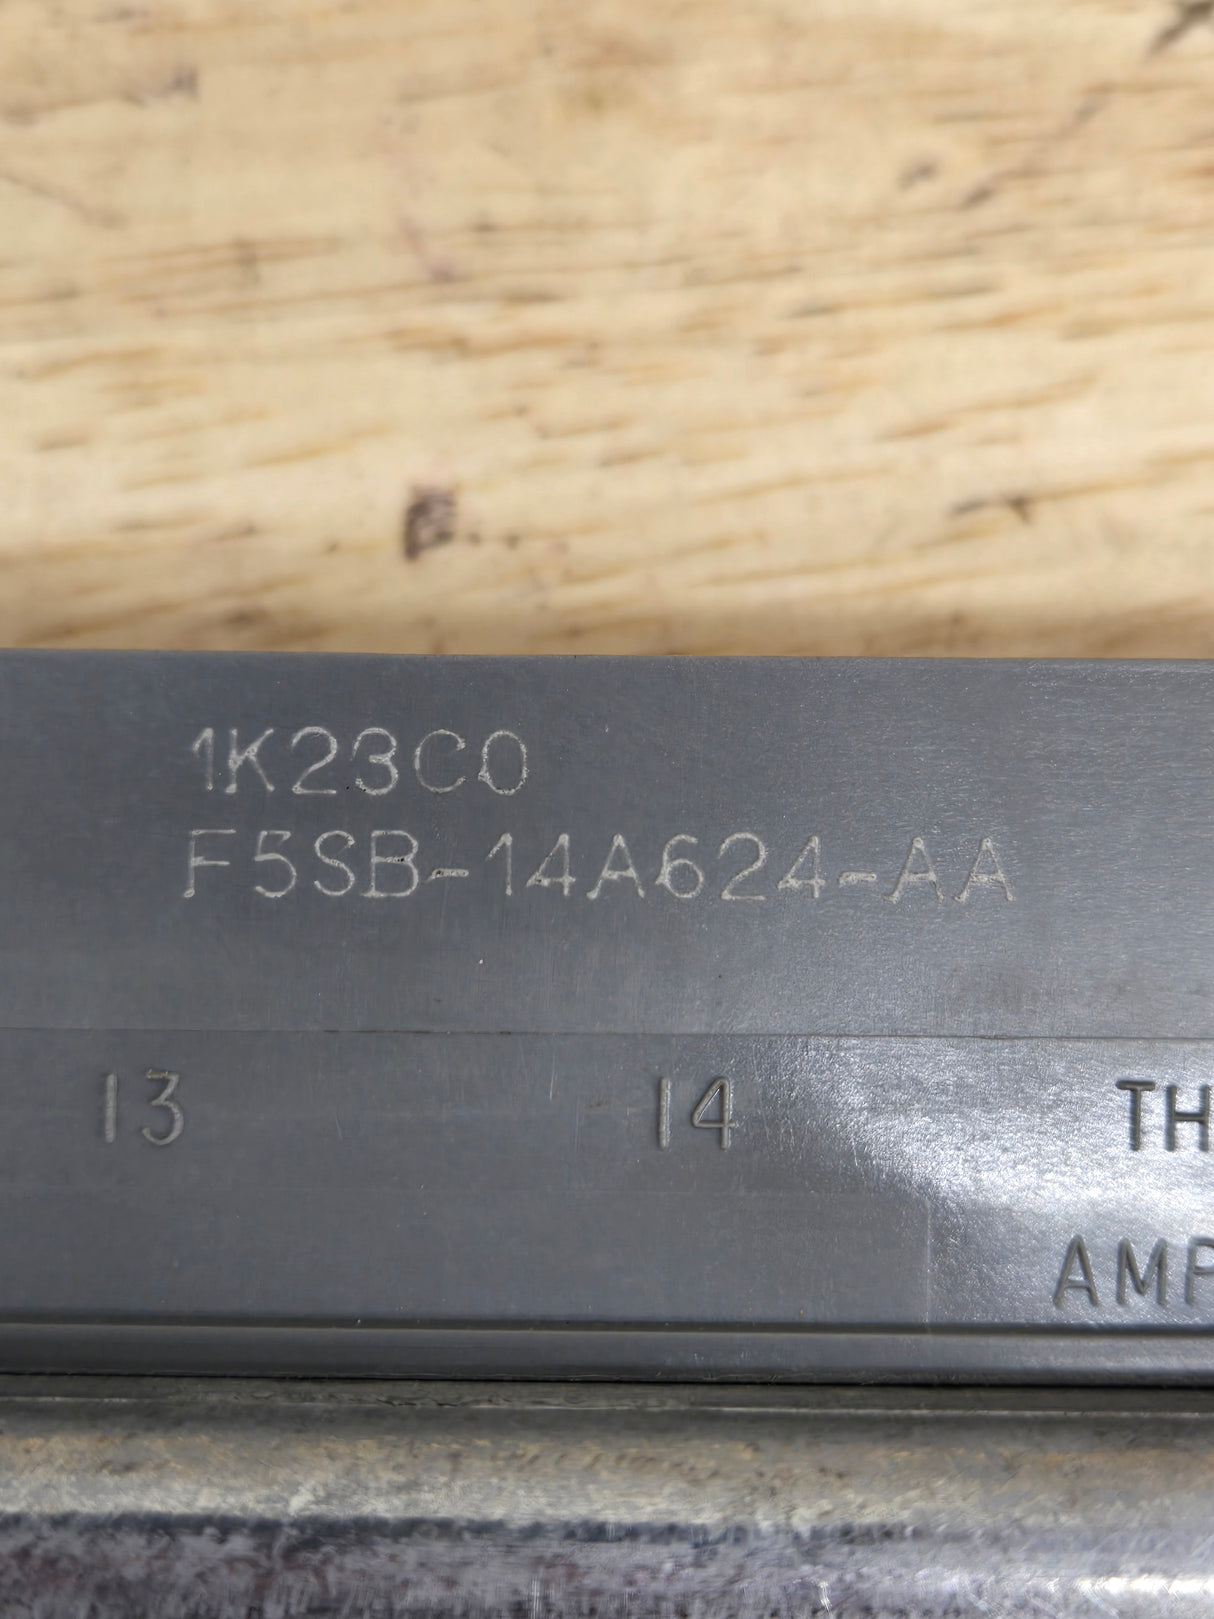 1K23C0
F5SB-14A624-AA
13 14 TH
AMP